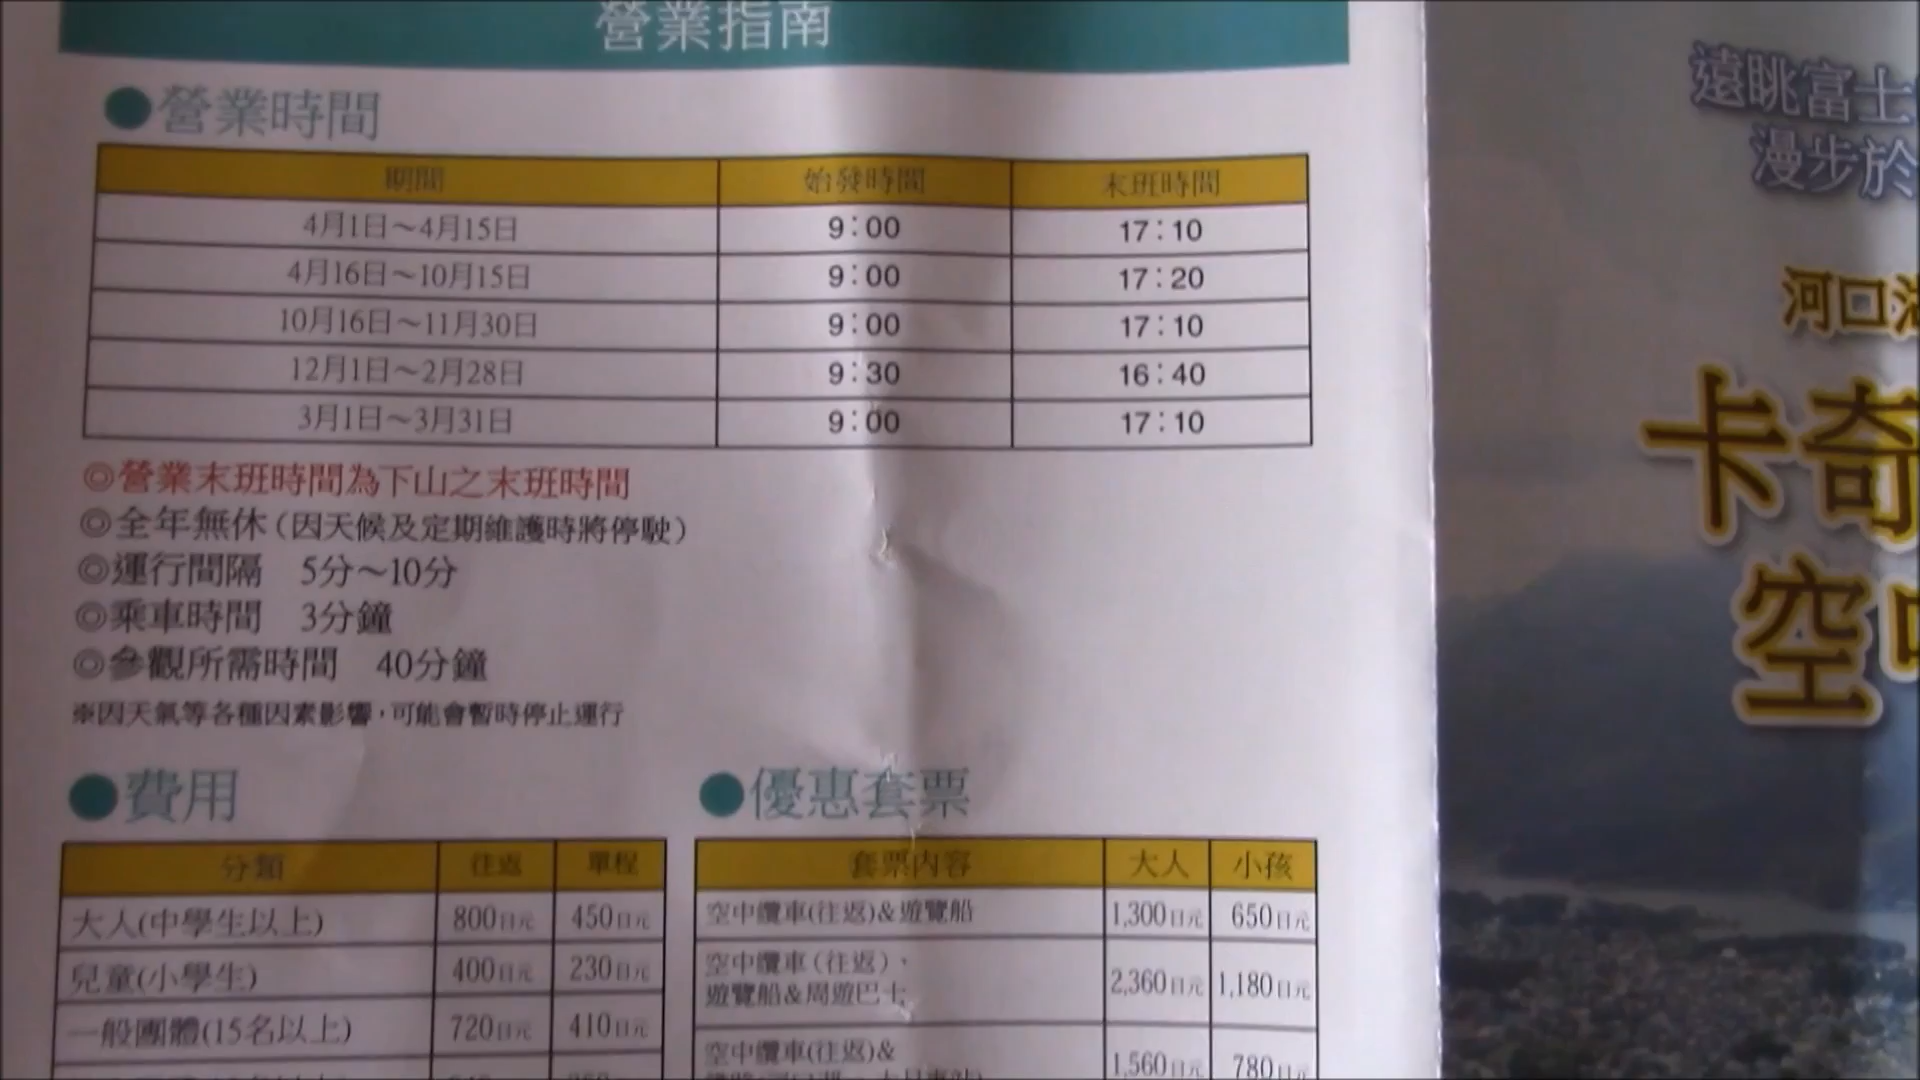 營業指南
●營業時間
期間 始發時間 末班時間
4月1日～4月15日 9:00 17:10
4月16日～10月15日 9:00 17:20
10月16日～11月30日 9:00 17:10
12月1日～2月28日 9:30 16:40
3月1日～3月31日 9:00 17:10
◎營業末班時間為下山之末班時間
◎全年無休(因天候及定期維護時將停駛)
◎運行間隔 5分～10分
◎乘車時間 3分鐘
◎參觀所需時間 40分鐘
※因天氣等各種因素影響，可能會暫時停止運行
●費用
分類 往返 單程
大人(中學生以上) 800日元 450日元
兒童(小學生) 400日元 230日元
一般團體(15名以上) 720日元 410日元
●優惠套票
套票內容 大人 小孩
空中纜車(往返)&遊覽船 1,300日元 650日元
空中纜車(往返)、
遊覽船&周遊巴士 2,360日元 1,180日元
空中纜車(往返)& 1,560日元 780日元
遠眺富士
漫步於
河口
卡奇
空